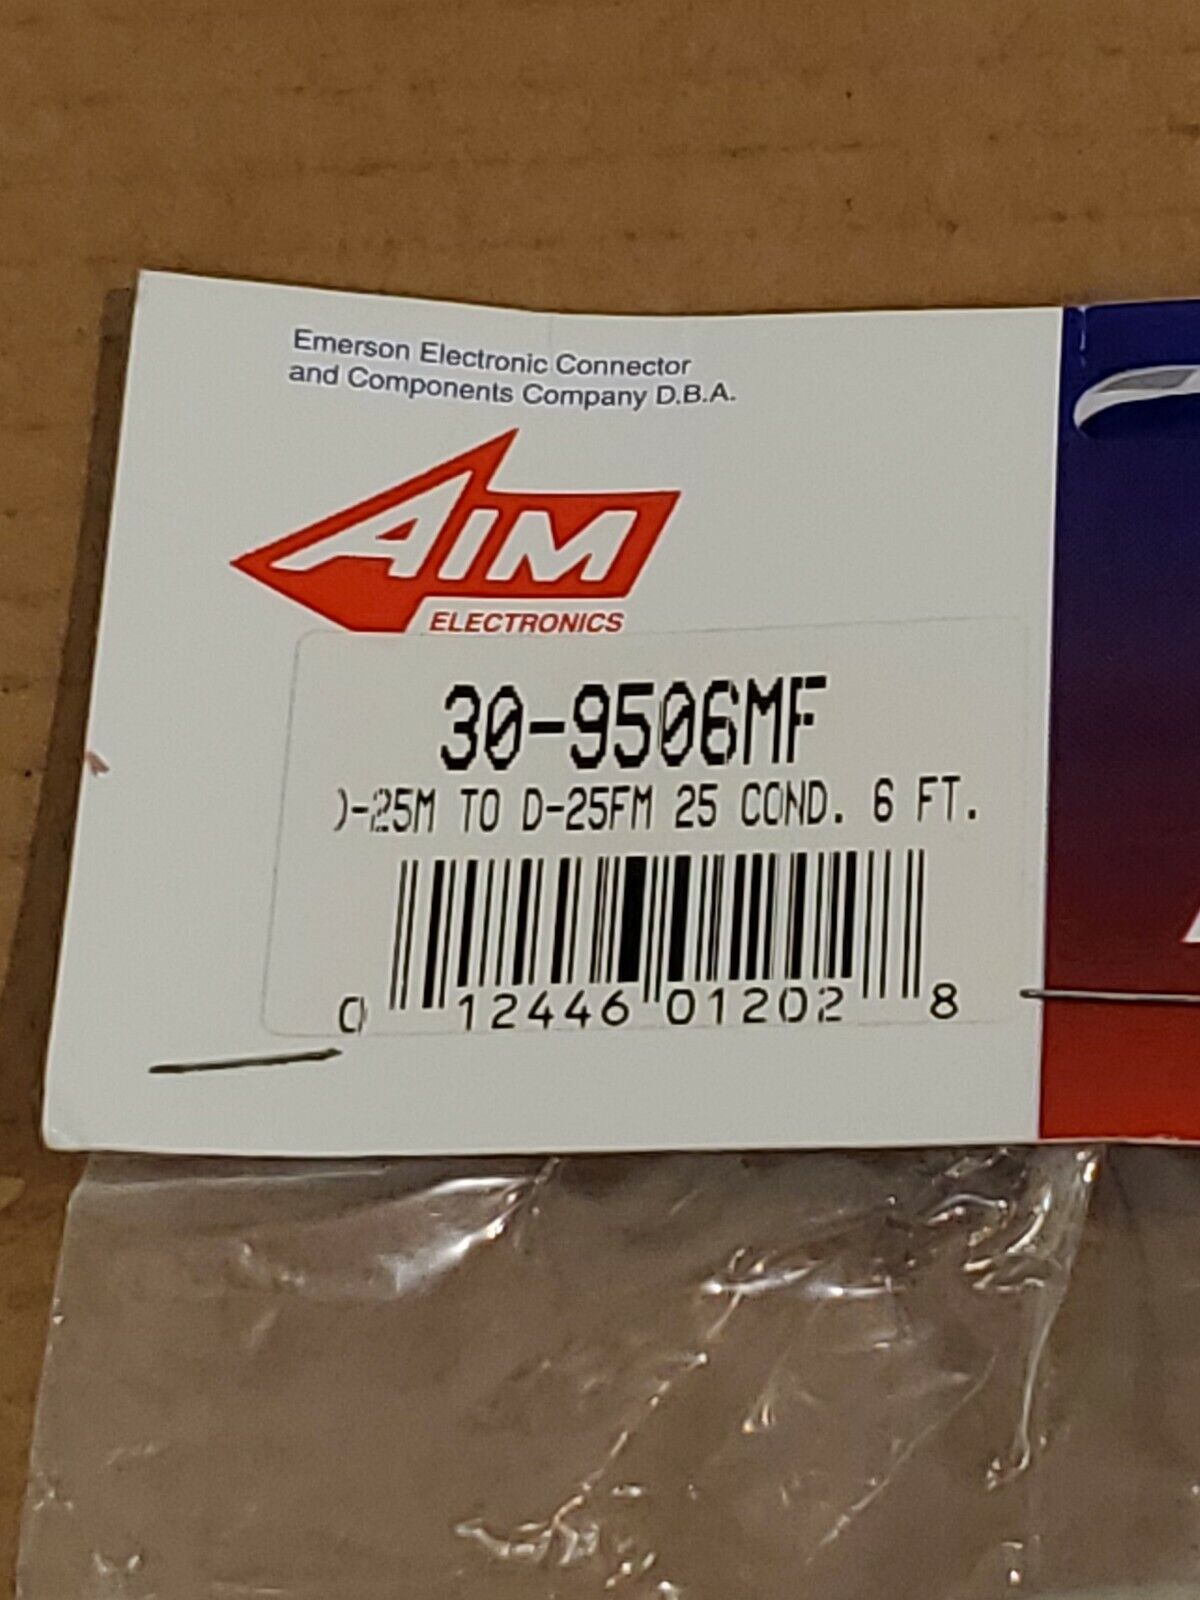 Emerson Electronic Connector
and Components Company D.B.A.
AIM
ELECTRONICS
30-9506MF
D-25M TO D-25FM 25 COND. 6 FT.
0 12446 01202 8